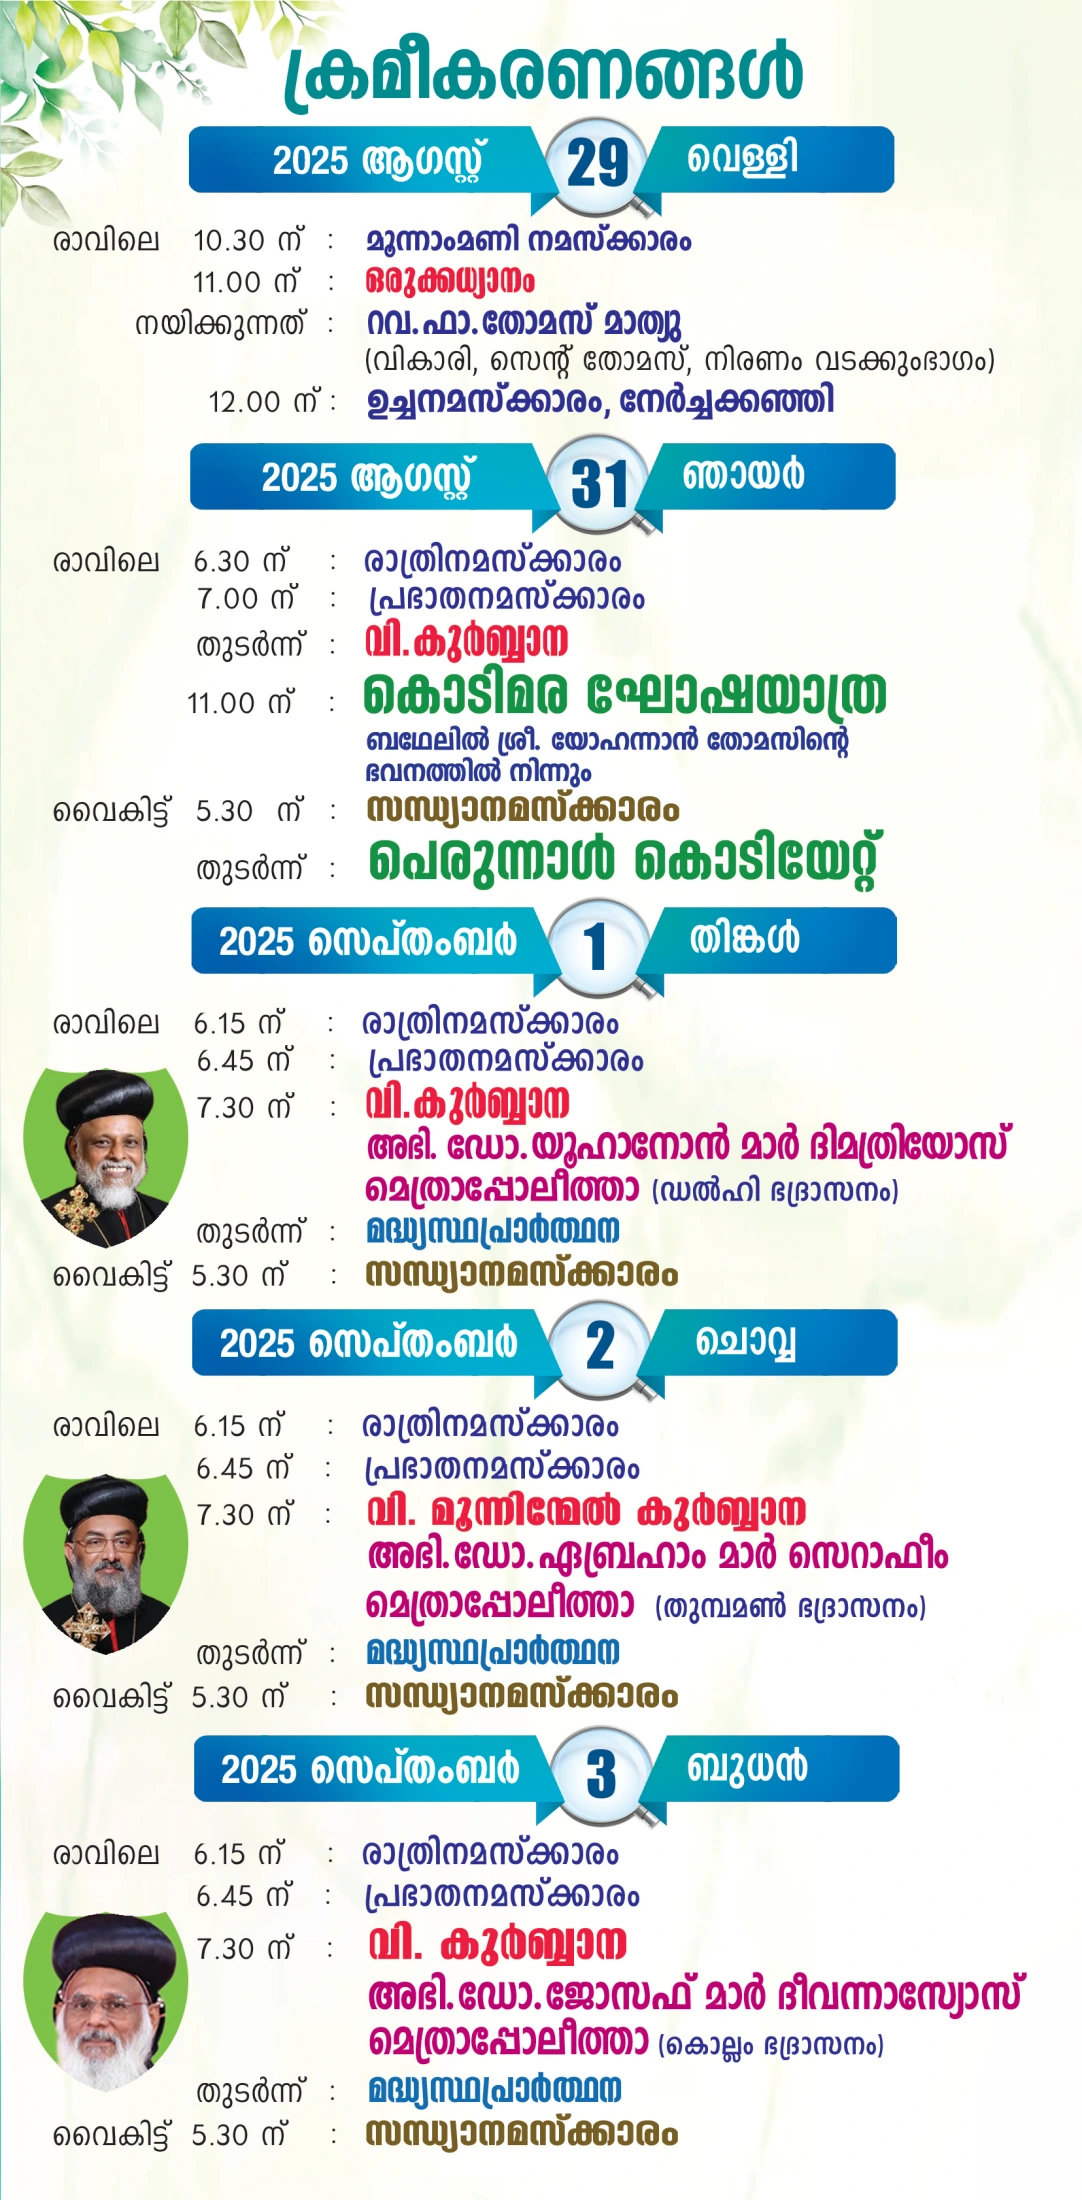 ക്രമീകരണങ്ങൾ
2025 ആഗസ്റ്റ് 29 വെള്ളി
രാവിലെ 10.30 ന് : മൂന്നാംമണി നമസ്ക്കാരം
11.00 ന് : ഒരുക്കധ്യാനം
നയിക്കുന്നത് : റവ.ഫാ.തോമസ് മാത്യു
(വികാരി, സെന്റ് തോമസ്, നിരണം വടക്കുംഭാഗം)
12.00 ന് : ഉച്ചനമസ്ക്കാരം, നേർച്ചക്കഞ്ഞി
2025 ആഗസ്റ്റ് 31 ഞായർ
രാവിലെ 6.30 ന് : രാത്രിനമസ്ക്കാരം
7.00 ന് : പ്രഭാതനമസ്ക്കാരം
തുടർന്ന് : വി.കുർബ്ബാന
11.00 ന് : കൊടിമര ഘോഷയാത്ര
ബഥേലിൽ ശ്രീ. യോഹന്നാൻ തോമസിന്റെ
ഭവനത്തിൽ നിന്നും
വൈകിട്ട് 5.30 ന് : സന്ധ്യാനമസ്ക്കാരം
തുടർന്ന് : പെരുന്നാൾ കൊടിയേറ്റ്
2025 സെപ്തംബർ 1 തിങ്കൾ
രാവിലെ 6.15 ന് : രാത്രിനമസ്ക്കാരം
6.45 ന് : പ്രഭാതനമസ്ക്കാരം
7.30 ന് : വി.കുർബ്ബാന
അഭി. ഡോ.യൂഹാനോൻ മാർ ദിമത്രിയോസ്
മെത്രാപ്പോലീത്താ (ഡൽഹി ഭദ്രാസനം)
തുടർന്ന് : മദ്ധ്യസ്ഥപ്രാർത്ഥന
വൈകിട്ട് 5.30 ന് : സന്ധ്യാനമസ്ക്കാരം
2025 സെപ്തംബർ 2 ചൊവ്വ
രാവിലെ 6.15 ന് : രാത്രിനമസ്ക്കാരം
6.45 ന് : പ്രഭാതനമസ്ക്കാരം
7.30 ന് : വി. മൂന്നിന്മേൽ കുർബ്ബാന
അഭി.ഡോ.ഏബ്രഹാം മാർ സെറാഫീം
മെത്രാപ്പോലീത്താ (തുമ്പമൺ ഭദ്രാസനം)
തുടർന്ന് : മദ്ധ്യസ്ഥപ്രാർത്ഥന
വൈകിട്ട് 5.30 ന് : സന്ധ്യാനമസ്ക്കാരം
2025 സെപ്തംബർ 3 ബുധൻ
രാവിലെ 6.15 ന് : രാത്രിനമസ്ക്കാരം
6.45 ന് : പ്രഭാതനമസ്ക്കാരം
7.30 ന് : വി. കുർബ്ബാന
അഭി.ഡോ.ജോസഫ് മാർ ദീവന്നാസ്യോസ്
മെത്രാപ്പോലീത്താ (കൊല്ലം ഭദ്രാസനം)
തുടർന്ന് : മദ്ധ്യസ്ഥപ്രാർത്ഥന
വൈകിട്ട് 5.30 ന് : സന്ധ്യാനമസ്ക്കാരം